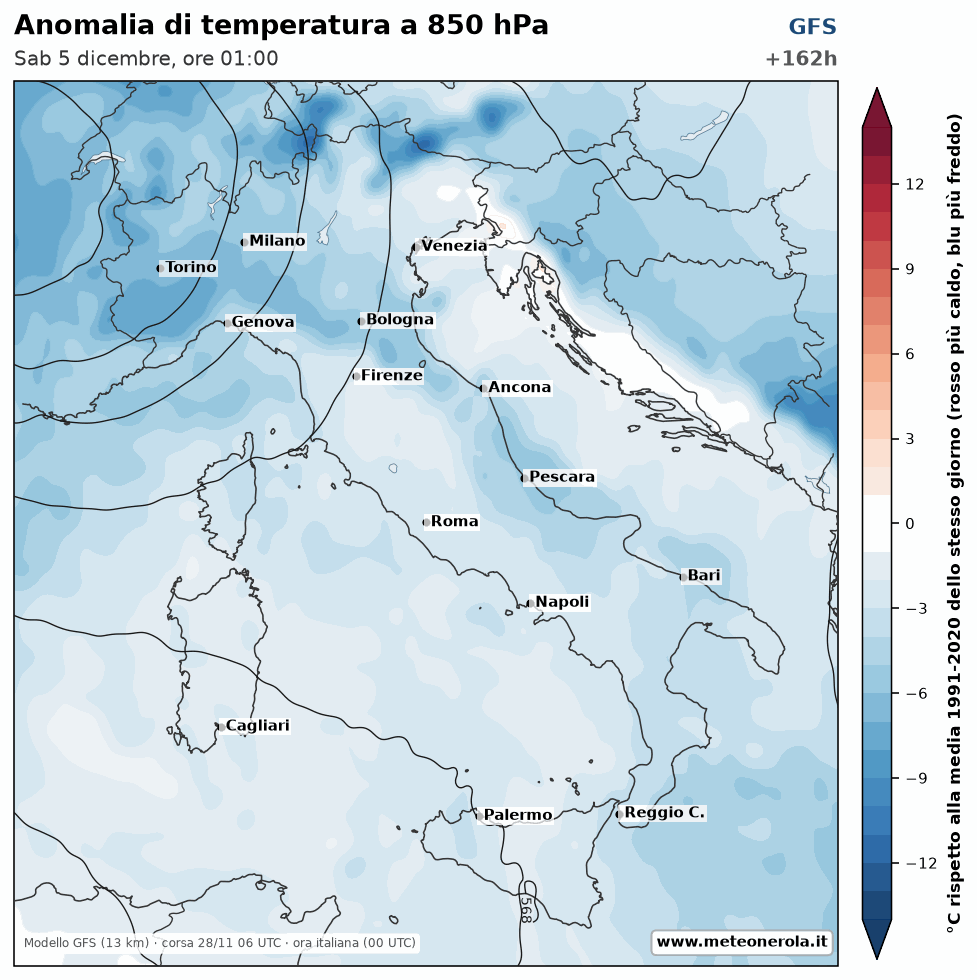 Anomalia di temperatura a 850 hPa
GFS
Sab 5 dicembre, ore 01:00
+162h
Milano
Venezia
Torino
Genova
Bologna
Firenze
Ancona
Pescara
Roma
Bari
Napoli
Cagliari
Palermo
Reggio C.
568
12
9
6
3
0
−3
−6
−9
−12
°C rispetto alla media 1991-2020 dello stesso giorno (rosso più caldo, blu più freddo)
Modello GFS (13 km) · corsa 28/11 06 UTC · ora italiana (00 UTC)
www.meteonerola.it